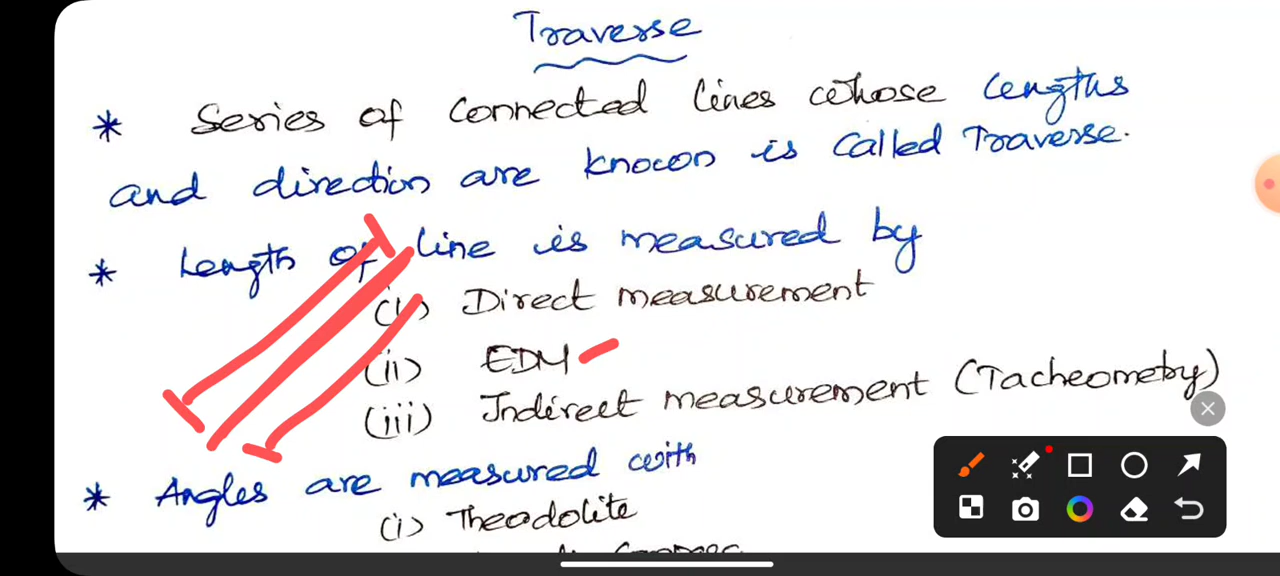 Traverse
* Series of connected lines whose lengths
and direction are known is called Traverse.
* Length of line is measured by
(i) Direct measurement
(ii) EDM
(iii) Indirect measurement (Tacheometry)
* Angles are measured with
(i) Theodolite